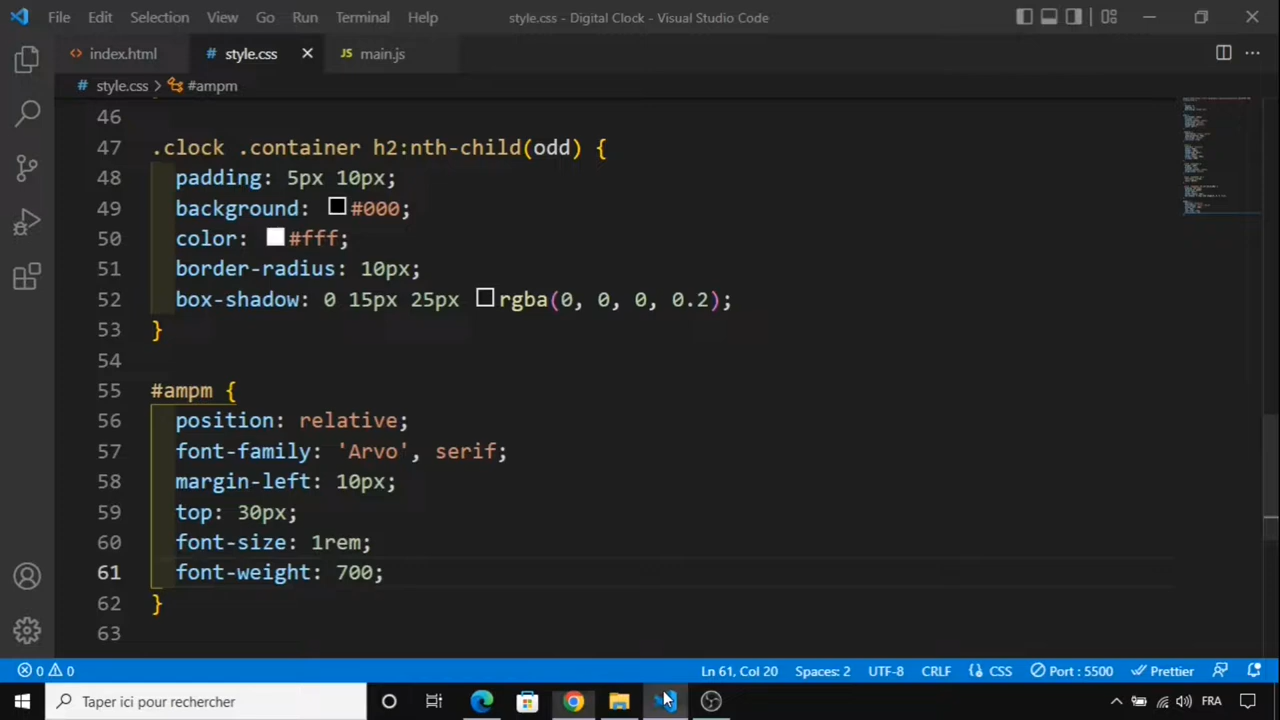 File Edit Selection View Go Run Terminal Help style.css - Digital Clock - Visual Studio Code
<> index.html # style.css × JS main.js
# style.css > #ampm
46
47 .clock .container h2:nth-child(odd) {
48 padding: 5px 10px;
49 background: #000;
50 color: #fff;
51 border-radius: 10px;
52 box-shadow: 0 15px 25px rgba(0, 0, 0, 0.2);
53 }
54
55 #ampm {
56 position: relative;
57 font-family: 'Arvo', serif;
58 margin-left: 10px;
59 top: 30px;
60 font-size: 1rem;
61 font-weight: 700;
62 }
63
0 0 Ln 61, Col 20 Spaces: 2 UTF-8 CRLF {} CSS Port : 5500 Prettier
Taper ici pour rechercher FRA